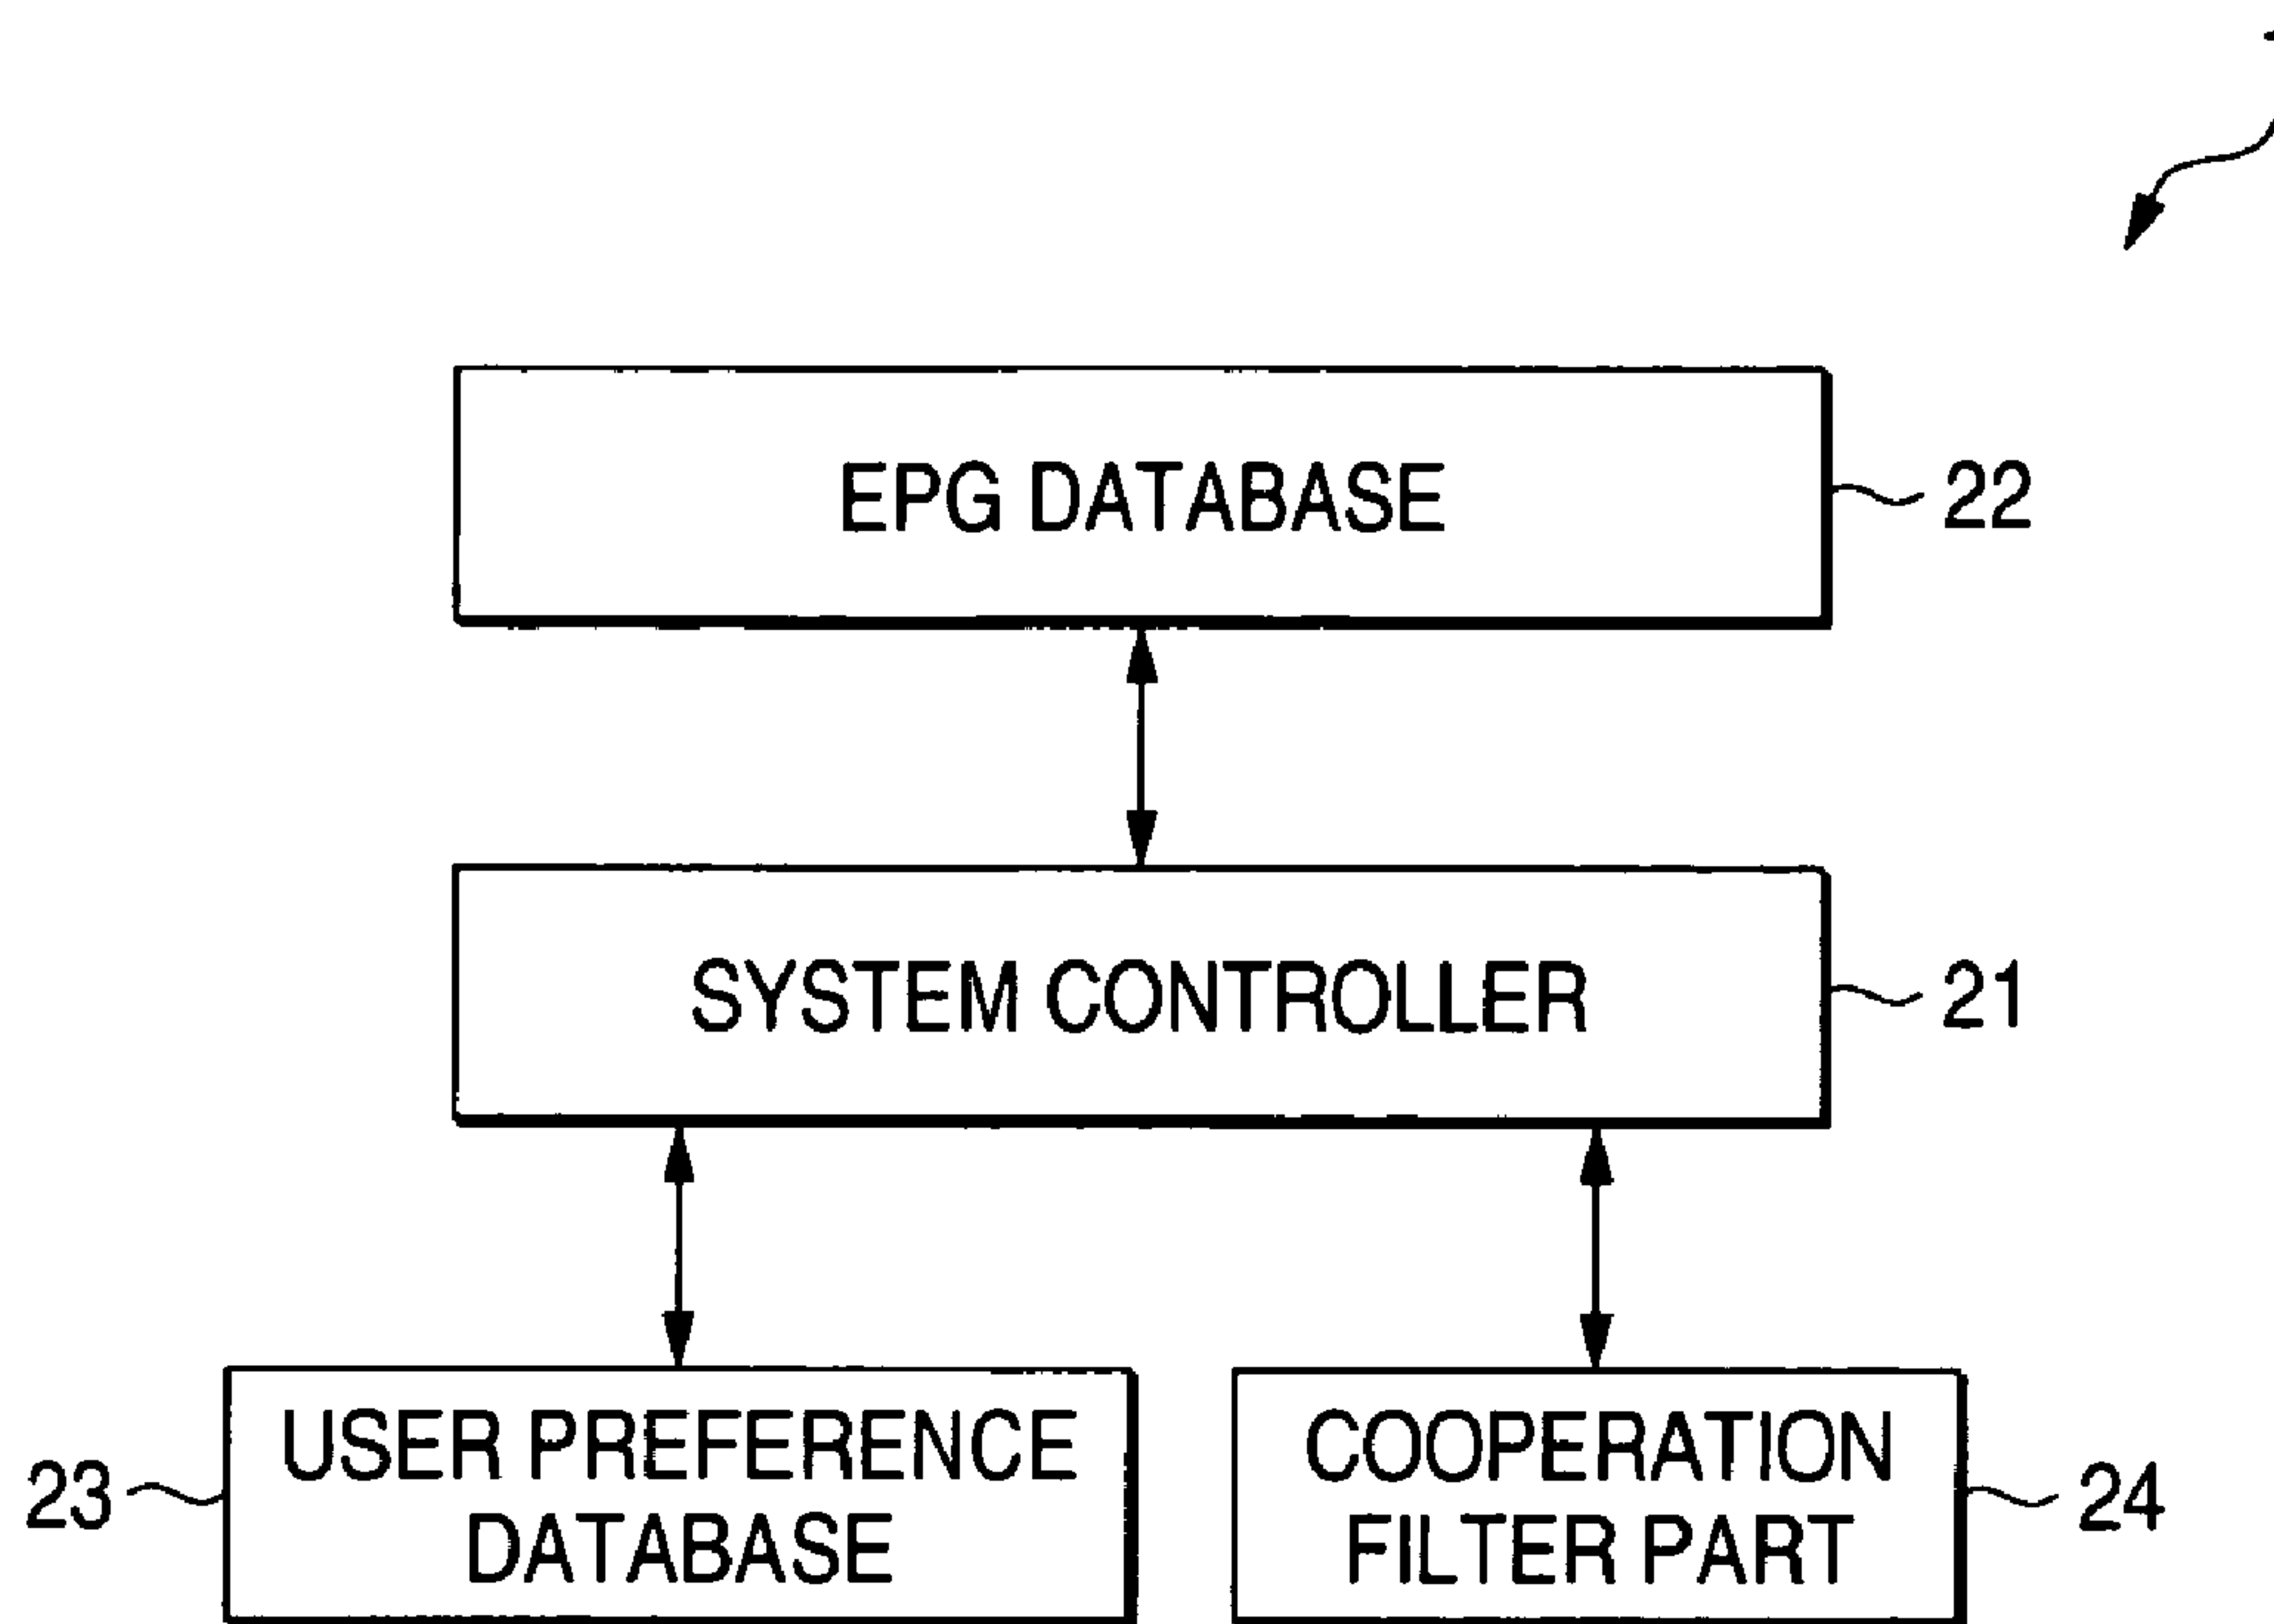 EPG DATABASE
22
SYSTEM CONTROLLER
21
23
USER PREFERENCE
DATABASE
COOPERATION
FILTER PART
24